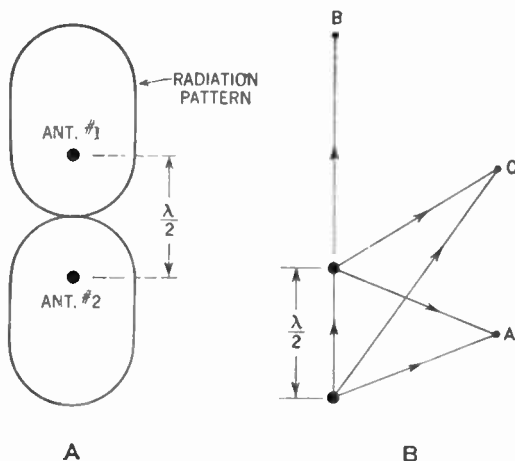 RADIATION
PATTERN
ANT. #1
λ/2
ANT. #2
A
B
C
λ/2
A
B